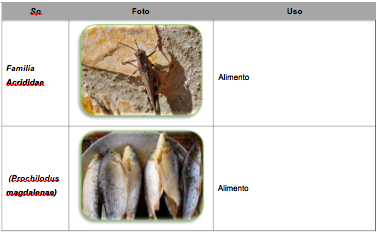 Sp. Foto Uso
Familia
Acrididae
Alimento
(Prochilodus
magdalenae)
Alimento